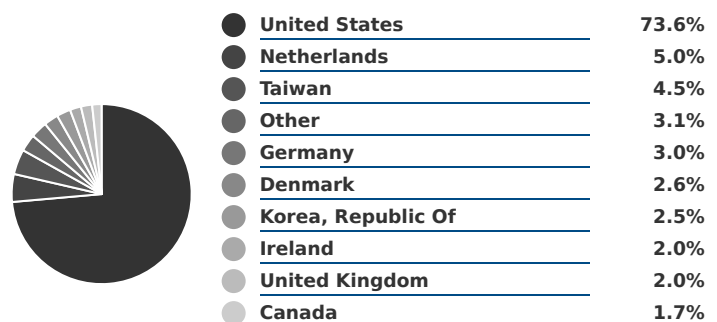 United States 73.6%
Netherlands 5.0%
Taiwan 4.5%
Other 3.1%
Germany 3.0%
Denmark 2.6%
Korea, Republic Of 2.5%
Ireland 2.0%
United Kingdom 2.0%
Canada 1.7%